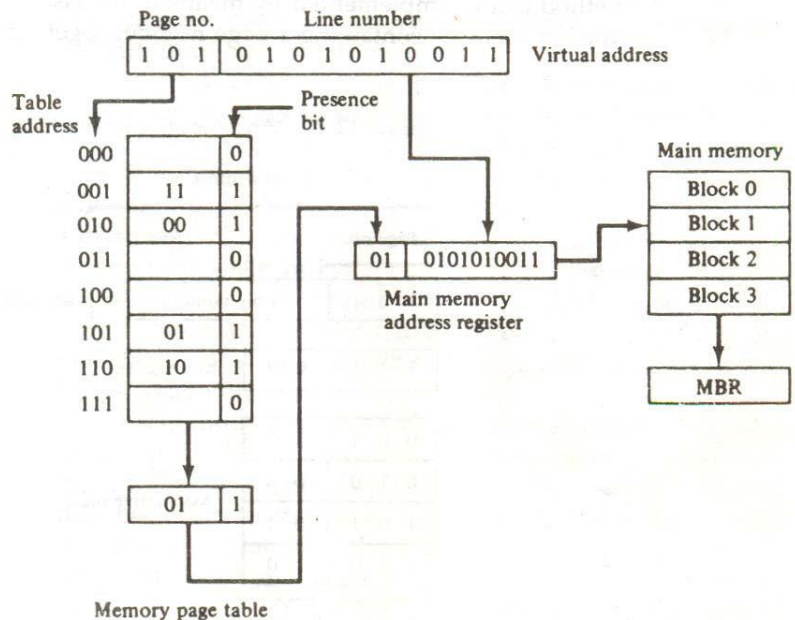 Page no. Line number
1 0 1 0 1 0 1 0 1 0 0 1 1 Virtual address
Table
address
Presence
bit
000 0
001 11 1
010 00 1
011 0
100 0
101 01 1
110 10 1
111 0
01 1
Memory page table
01 0101010011
Main memory
address register
Main memory
Block 0
Block 1
Block 2
Block 3
MBR